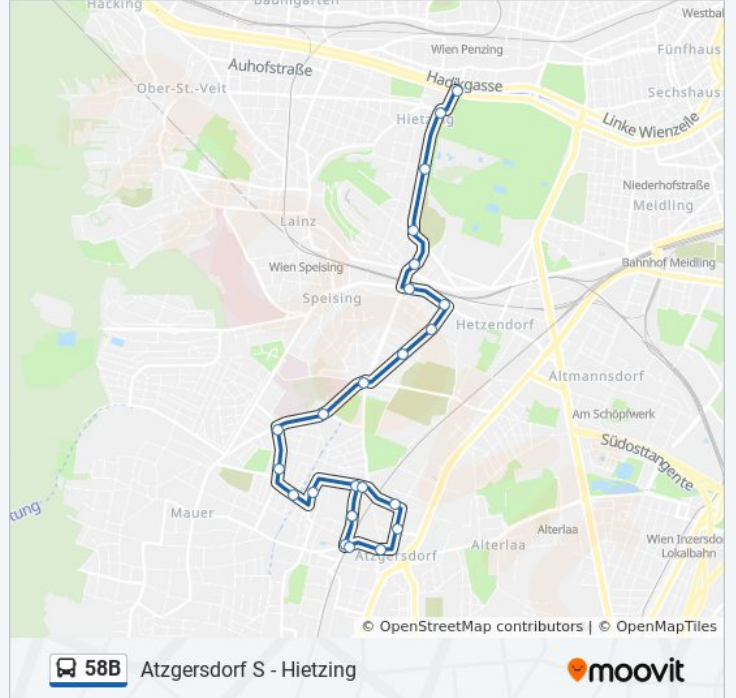 Hacking
Baumgarten
Westbal
Wien Penzing
Fünfhaus
Auhofstraße
Hadikgasse
Ober-St.-Veit
Sechshaus
Hietzing
Linke Wienzeile
Niederhofstraße
Meidling
Lainz
Wien Speising
Bahnhof Meidling
Speising
Hetzendorf
Altmannsdorf
Am Schöpfwerk
Südosttangente
tung
Mauer
Alterlaa
Wien Inzersdo
Lokalbahn
Alterlaa
Atzgersdorf
© OpenStreetMap contributors | © OpenMapTiles
58B Atzgersdorf S - Hietzing
moovit